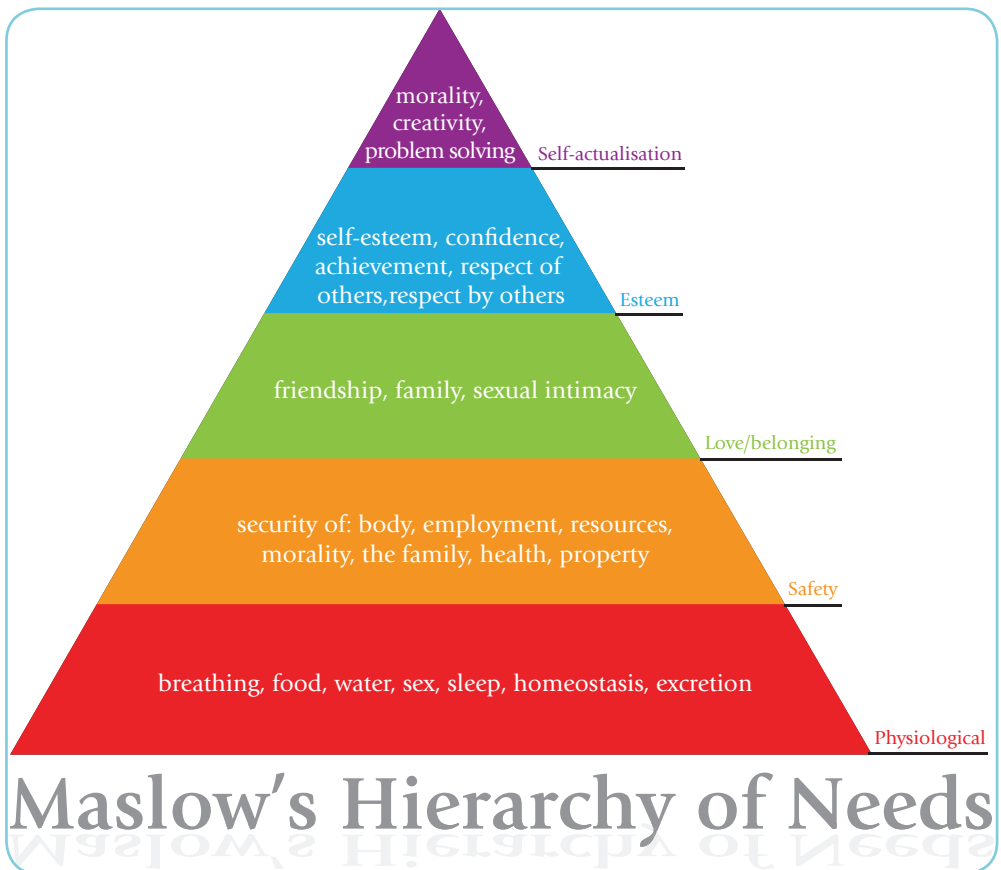 morality,
creativity,
problem solving
Self-actualisation
self-esteem, confidence,
achievement, respect of
others,respect by others
Esteem
friendship, family, sexual intimacy
Love/belonging
security of: body, employment, resources,
morality, the family, health, property
Safety
breathing, food, water, sex, sleep, homeostasis, excretion
Physiological
Maslow's Hierarchy of Needs